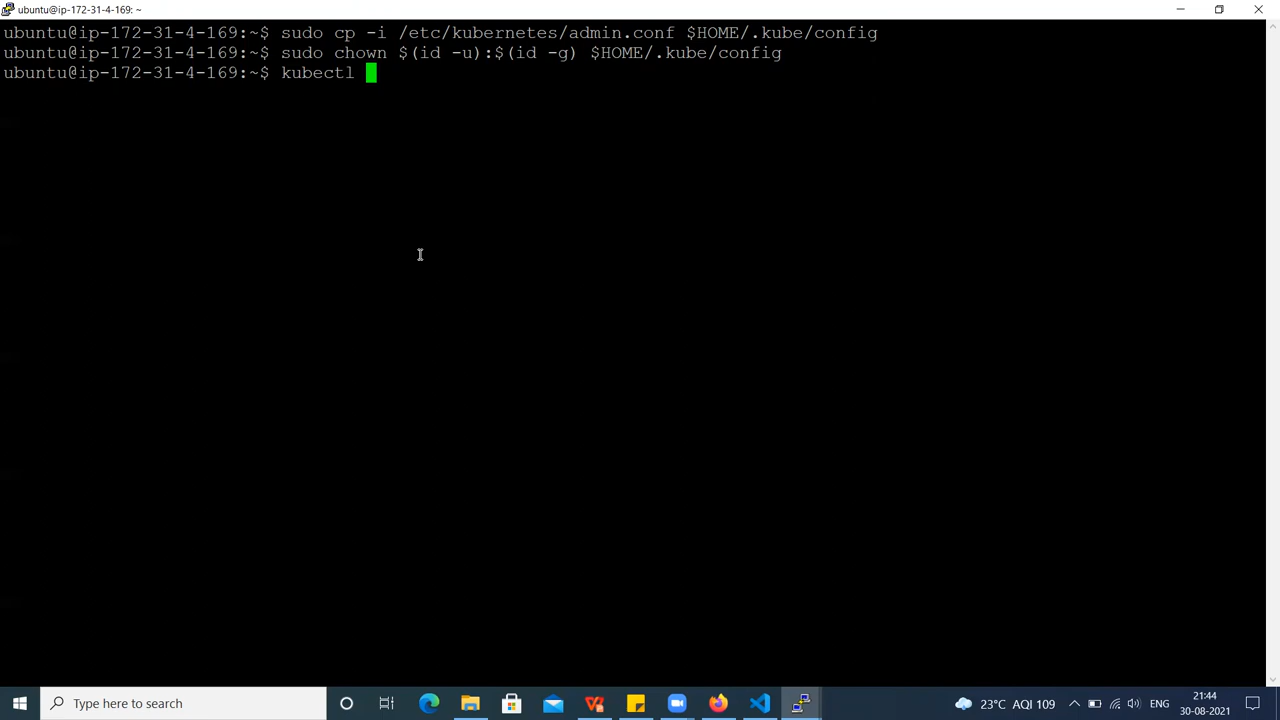 ubuntu@ip-172-31-4-169: ~
ubuntu@ip-172-31-4-169:~$ sudo cp -i /etc/kubernetes/admin.conf $HOME/.kube/config
ubuntu@ip-172-31-4-169:~$ sudo chown $(id -u):$(id -g) $HOME/.kube/config
ubuntu@ip-172-31-4-169:~$ kubectl
Type here to search
23°C AQI 109
ENG
21:44
30-08-2021